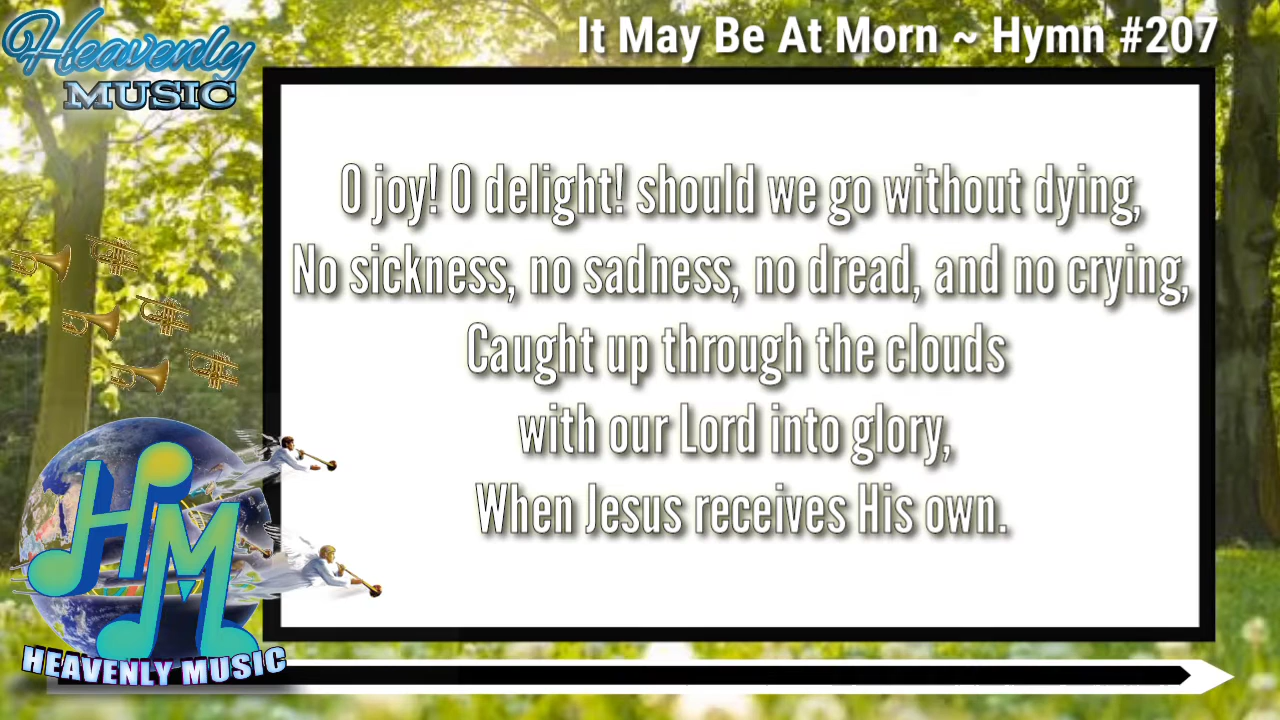 Heavenly
MUSIC
It May Be At Morn ~ Hymn #207
O joy! O delight! should we go without dying,
No sickness, no sadness, no dread, and no crying,
Caught up through the clouds
with our Lord into glory,
When Jesus receives His own.
HM
HEAVENLY MUSIC